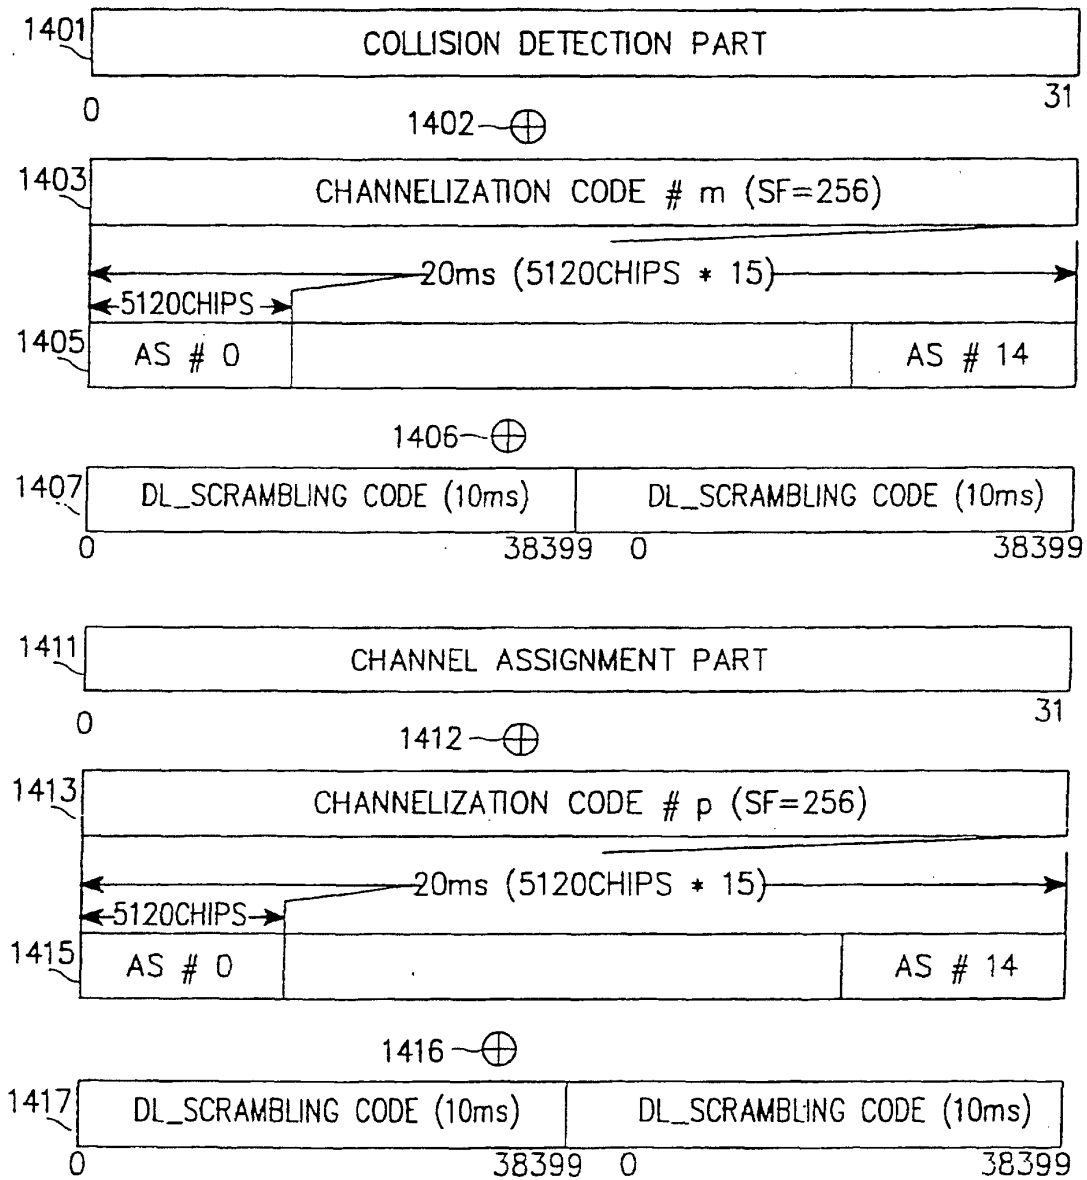 1401 COLLISION DETECTION PART
0 31
1402
1403 CHANNELIZATION CODE # m (SF=256)
20ms (5120CHIPS * 15)
5120CHIPS
1405 AS # 0 AS # 14
1406
1407 DL_SCRAMBLING CODE (10ms) DL_SCRAMBLING CODE (10ms)
0 38399 0 38399
1411 CHANNEL ASSIGNMENT PART
0 31
1412
1413 CHANNELIZATION CODE # p (SF=256)
20ms (5120CHIPS * 15)
5120CHIPS
1415 AS # 0 AS # 14
1416
1417 DL_SCRAMBLING CODE (10ms) DL_SCRAMBLING CODE (10ms)
0 38399 0 38399